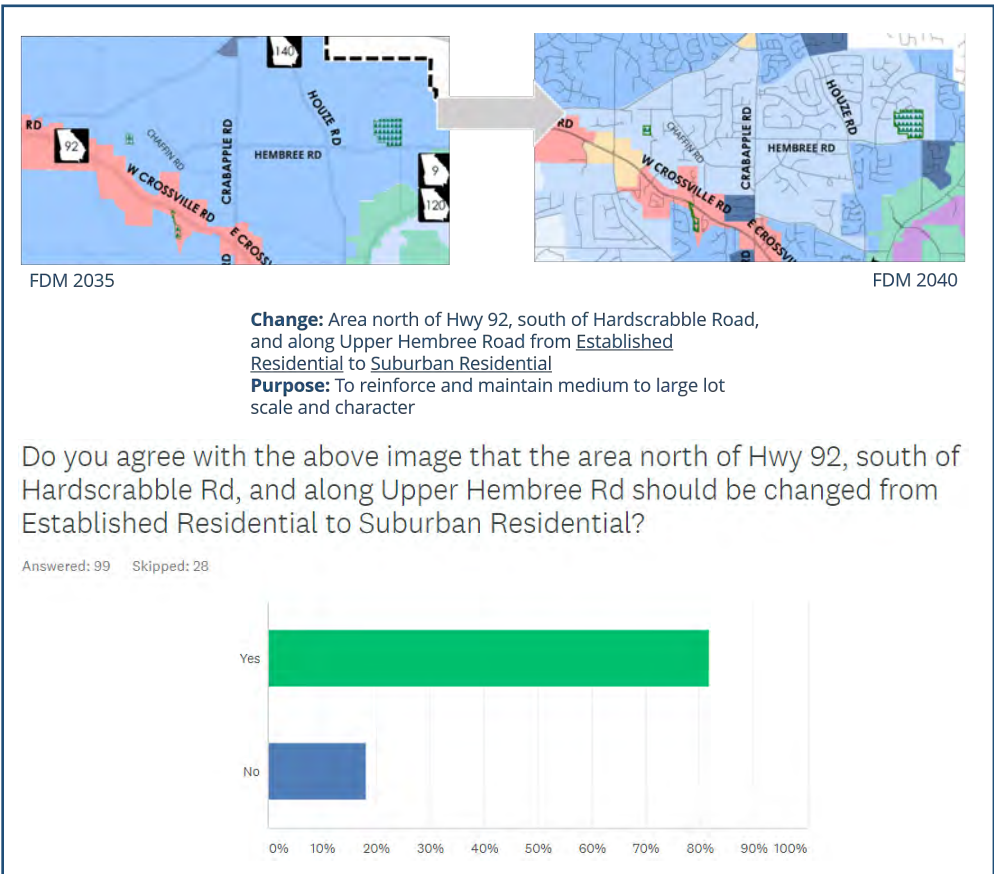 140
RD
92
CHAFFIN RD
CRABAPPLE RD
HOUZE RD
HEMBREE RD
W CROSSVILLE RD
9
120
E CROSS
RD
RD
CHAFFIN RD
CRABAPPLE RD
HOUZE RD
HEMBREE RD
W CROSSVILLE RD
E CROSSVI
RD
FDM 2035
FDM 2040
Change: Area north of Hwy 92, south of Hardscrabble Road,
and along Upper Hembree Road from Established
Residential to Suburban Residential
Purpose: To reinforce and maintain medium to large lot
scale and character
Do you agree with the above image that the area north of Hwy 92, south of
Hardscrabble Rd, and along Upper Hembree Rd should be changed from
Established Residential to Suburban Residential?
Answered: 99 Skipped: 28
Yes
No
0% 10% 20% 30% 40% 50% 60% 70% 80% 90% 100%